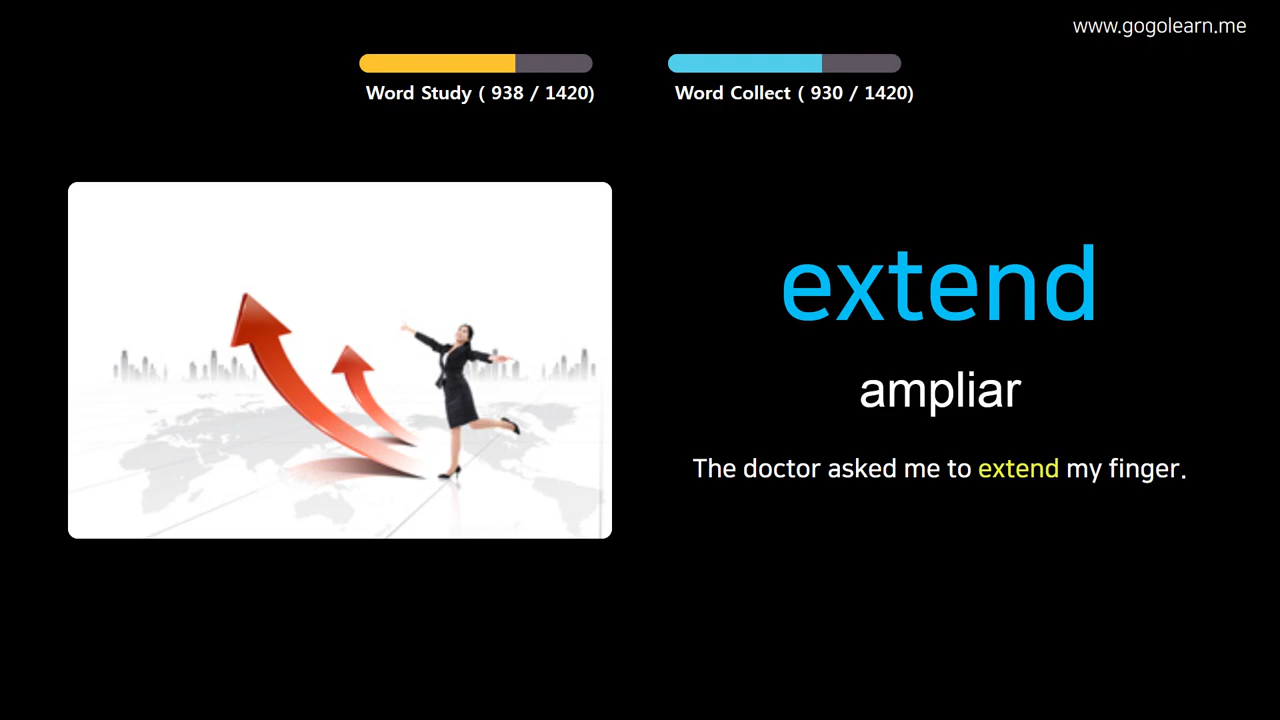 www.gogolearn.me
Word Study ( 938 / 1420)
Word Collect ( 930 / 1420)
extend
ampliar
The doctor asked me to extend my finger.